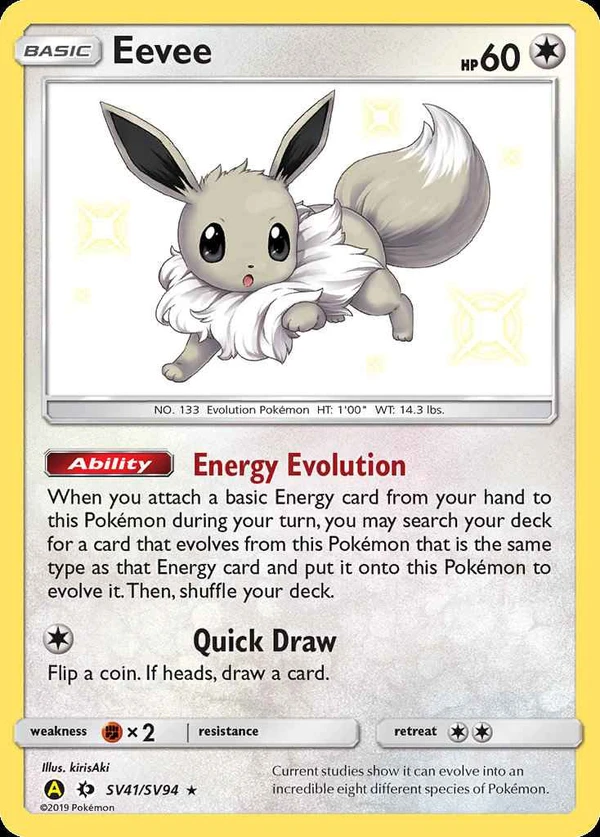 BASIC Eevee HP 60
NO. 133 Evolution Pokémon HT: 1'00" WT: 14.3 lbs.
Ability Energy Evolution
When you attach a basic Energy card from your hand to
this Pokémon during your turn, you may search your deck
for a card that evolves from this Pokémon that is the same
type as that Energy card and put it onto this Pokémon to
evolve it. Then, shuffle your deck.
Quick Draw
Flip a coin. If heads, draw a card.
weakness ×2 resistance retreat
Illus. kirisAki
A SV41/SV94 ★
©2019 Pokémon
Current studies show it can evolve into an
incredible eight different species of Pokémon.